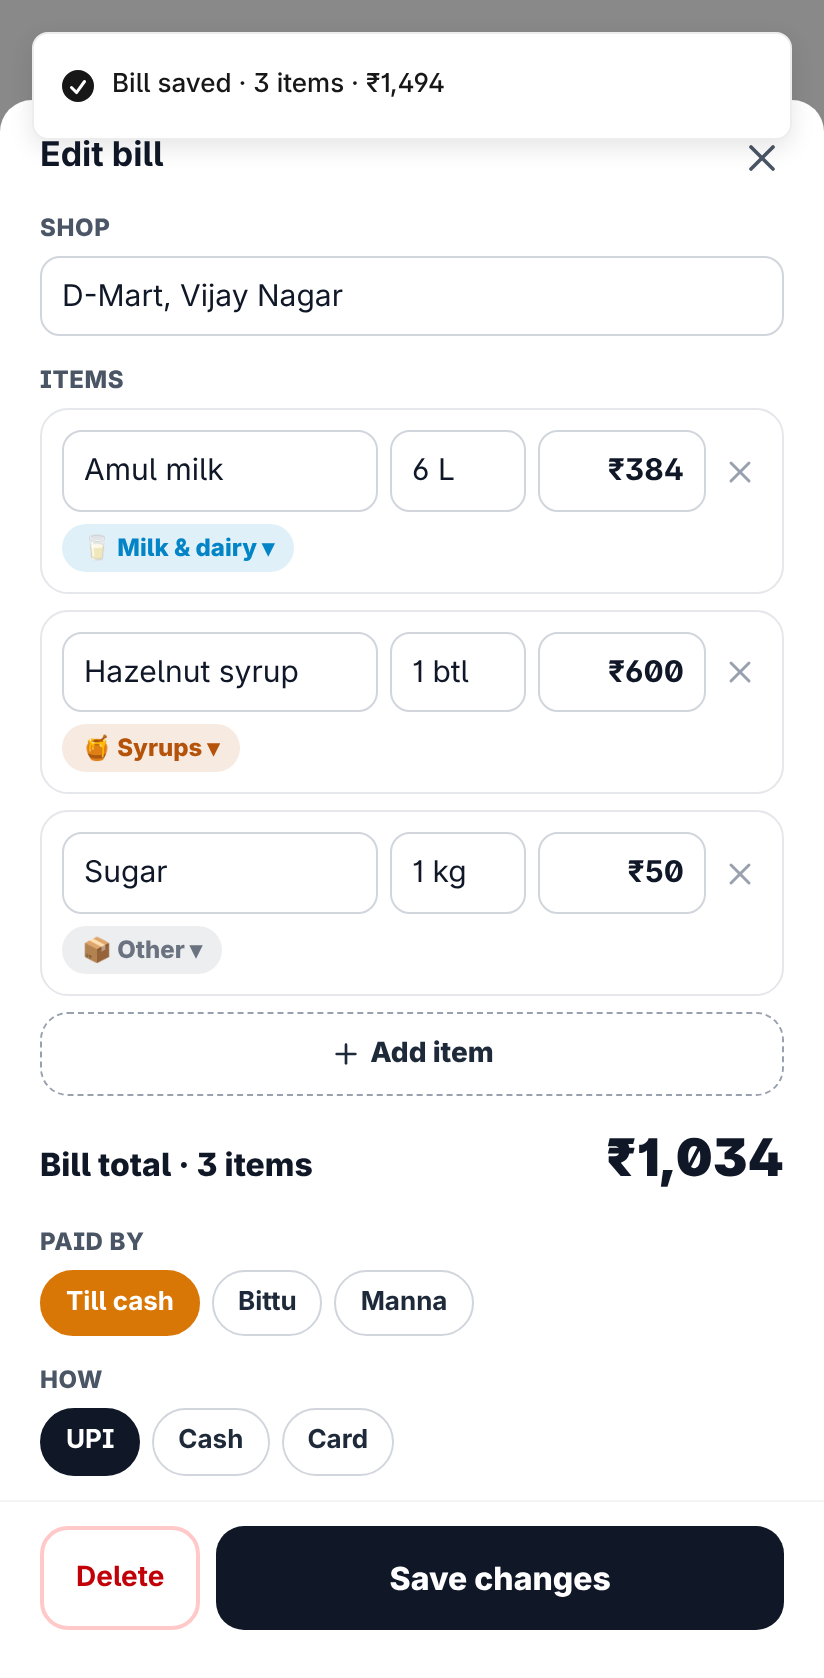 Bill saved · 3 items · ₹1,494
Edit bill
SHOP
D-Mart, Vijay Nagar
ITEMS
Amul milk 6 L ₹384
Milk & dairy ▾
Hazelnut syrup 1 btl ₹600
Syrups ▾
Sugar 1 kg ₹50
Other ▾
+ Add item
Bill total · 3 items ₹1,034
PAID BY
Till cash Bittu Manna
HOW
UPI Cash Card
Delete Save changes